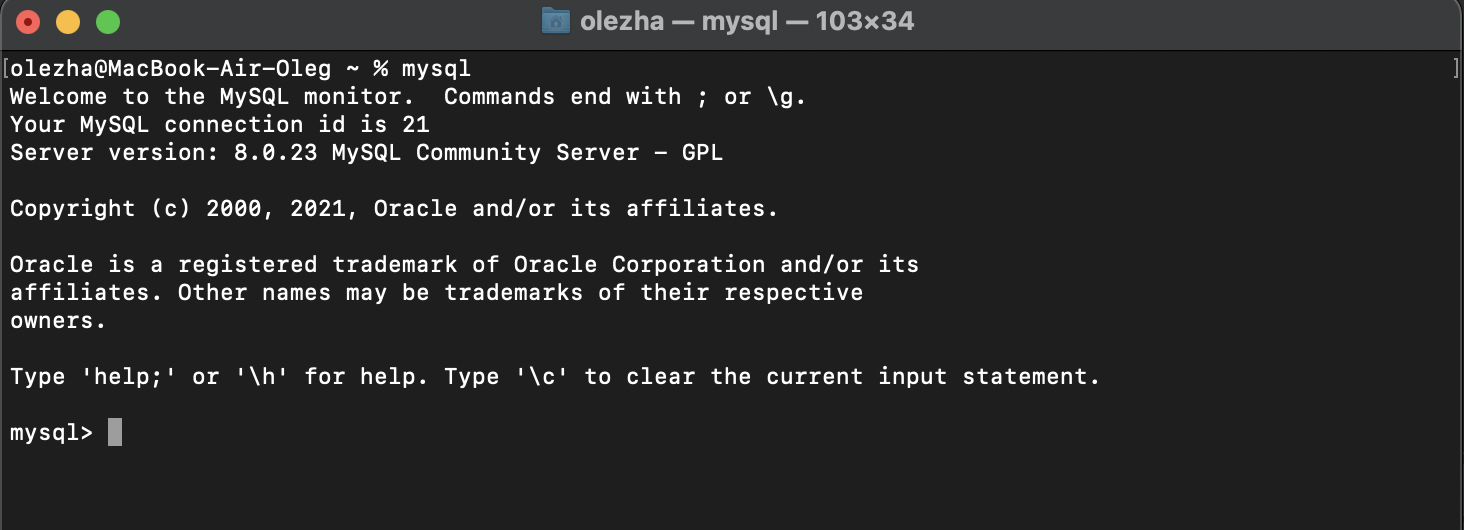 olezha — mysql — 103×34
[olezha@MacBook-Air-Oleg ~ % mysql ]
Welcome to the MySQL monitor.  Commands end with ; or \g.
Your MySQL connection id is 21
Server version: 8.0.23 MySQL Community Server - GPL
Copyright (c) 2000, 2021, Oracle and/or its affiliates.
Oracle is a registered trademark of Oracle Corporation and/or its
affiliates. Other names may be trademarks of their respective
owners.
Type 'help;' or '\h' for help. Type '\c' to clear the current input statement.
mysql>